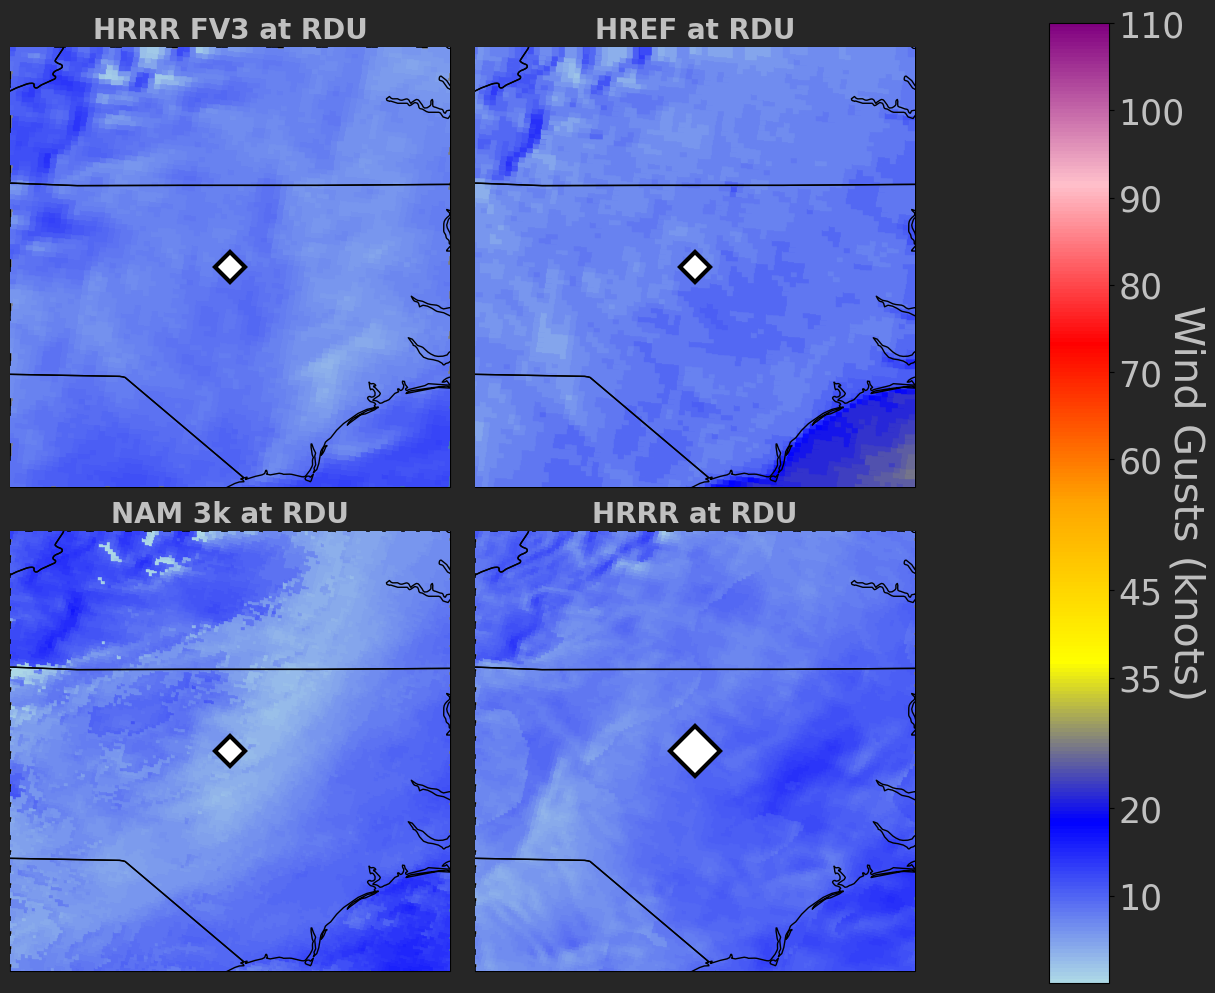 HRRR FV3 at RDU
HREF at RDU
NAM 3k at RDU
HRRR at RDU
110
100
90
80
70
60
45
35
20
10
Wind Gusts (knots)